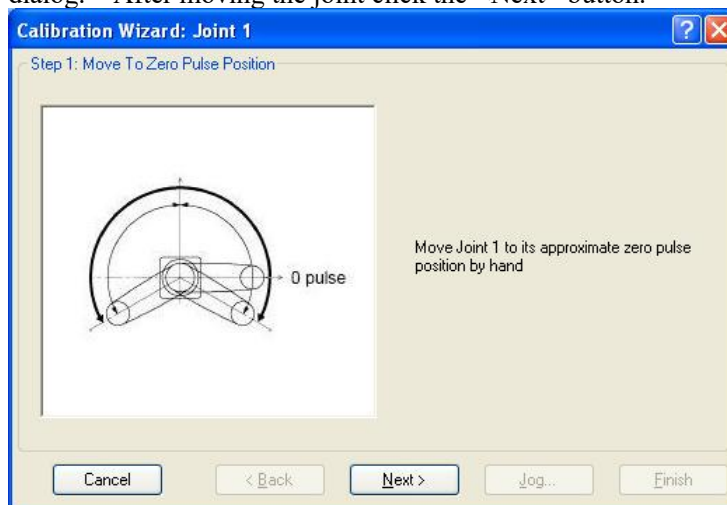 dialog. After moving the joint click the "Next" button.
Calibration Wizard: Joint 1
Step 1: Move To Zero Pulse Position
0 pulse
Move Joint 1 to its approximate zero pulse
position by hand
Cancel
< Back
Next >
Jog...
Finish